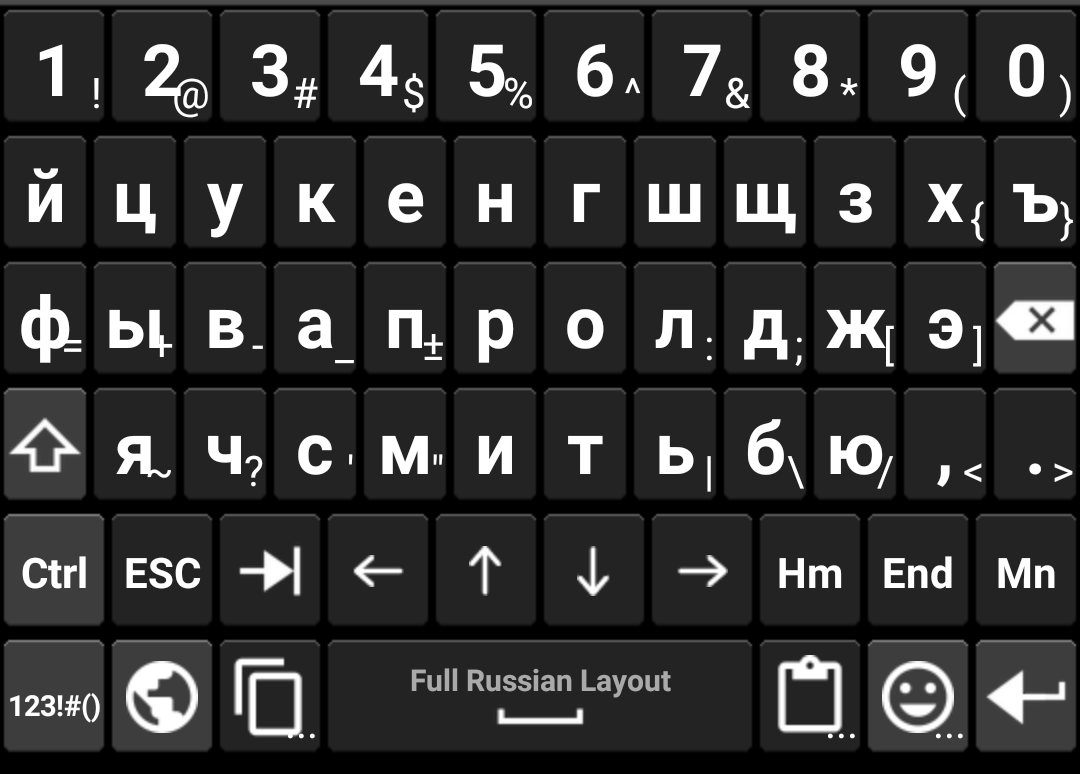 1 ! 2 @ 3 # 4 $ 5 % 6 ^ 7 & 8 * 9 ( 0 )
й ц у к е н г ш щ з х { ъ }
ф = ы + в - а _ п ± р о л : д ; ж [ э ]
я ~ ч ? с ' м " и т ь | б \ ю / , < . >
Ctrl ESC ← ↑ ↓ → Hm End Mn
123!#() ... Full Russian Layout ... ...